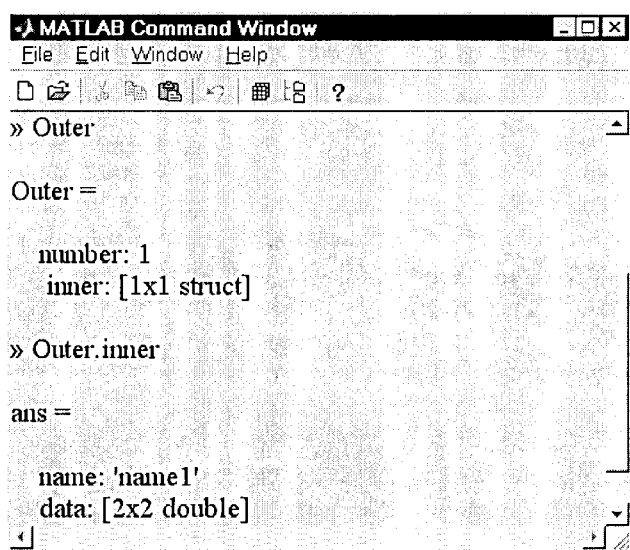 MATLAB Command Window
File Edit Window Help
?
» Outer
Outer =
number: 1
inner: [1x1 struct]
» Outer.inner
ans =
name: 'name1'
data: [2x2 double]